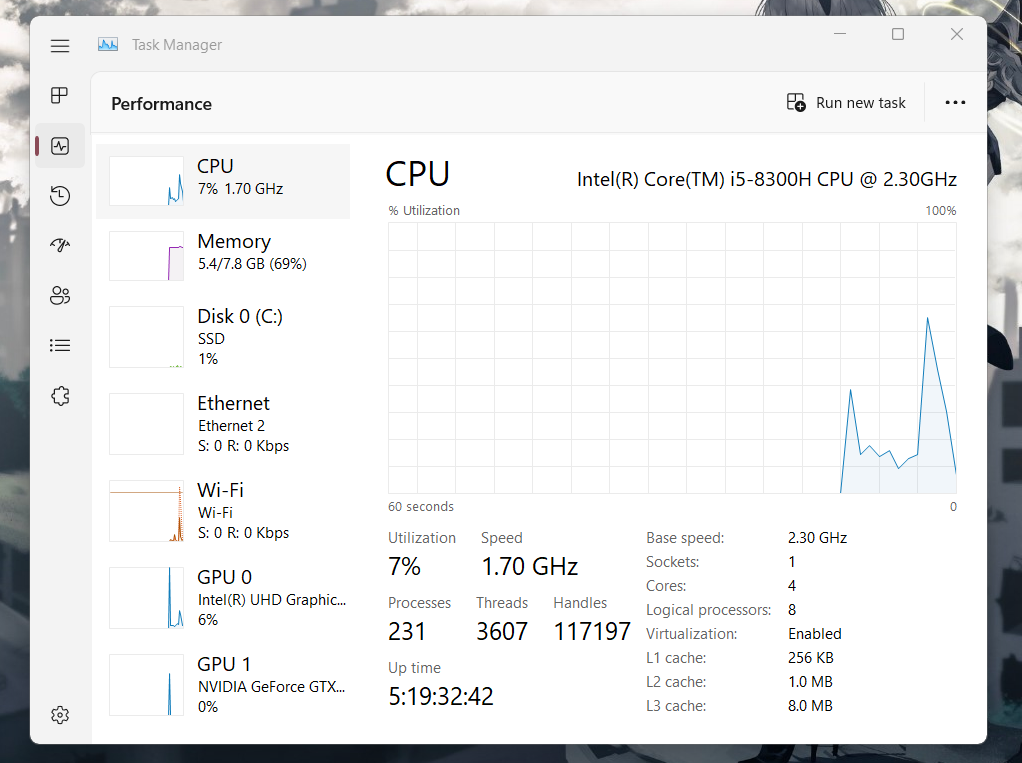 Task Manager
Performance
Run new task
CPU
7% 1.70 GHz
Memory
5.4/7.8 GB (69%)
Disk 0 (C:)
SSD
1%
Ethernet
Ethernet 2
S: 0 R: 0 Kbps
Wi-Fi
Wi-Fi
S: 0 R: 0 Kbps
GPU 0
Intel(R) UHD Graphic...
6%
GPU 1
NVIDIA GeForce GTX...
0%
CPU
Intel(R) Core(TM) i5-8300H CPU @ 2.30GHz
% Utilization 100%
60 seconds 0
Utilization Speed
7% 1.70 GHz
Processes Threads Handles
231 3607 117197
Up time
5:19:32:42
Base speed: 2.30 GHz
Sockets: 1
Cores: 4
Logical processors: 8
Virtualization: Enabled
L1 cache: 256 KB
L2 cache: 1.0 MB
L3 cache: 8.0 MB